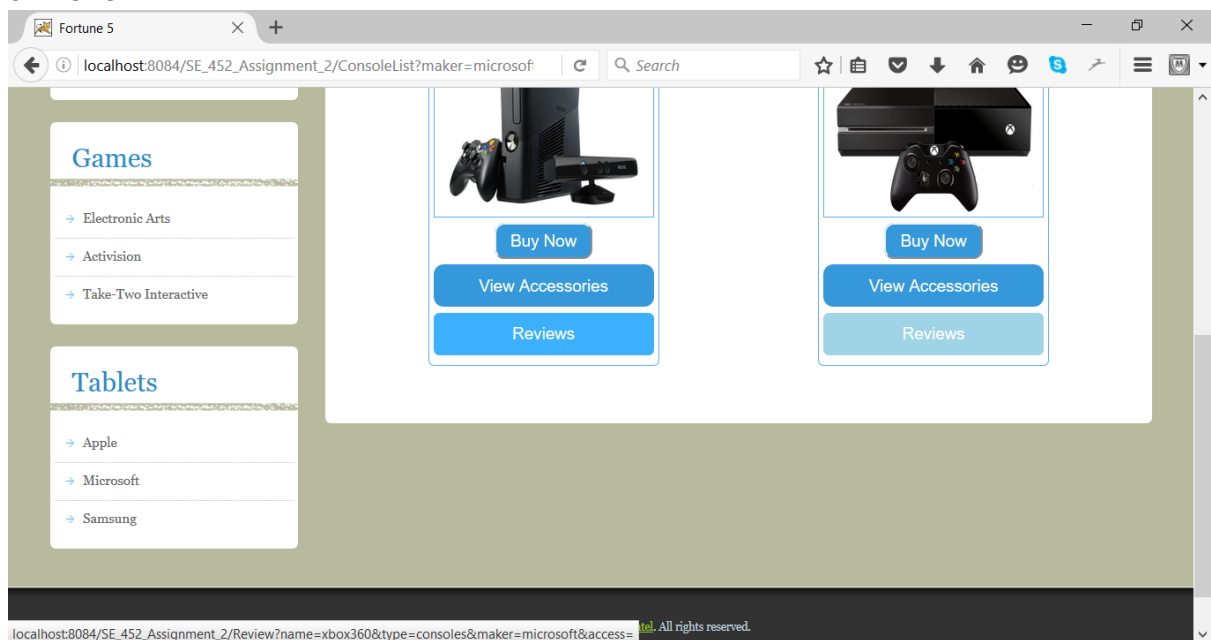 Fortune 5
localhost:8084/SE_452_Assignment_2/ConsoleList?maker=microsof
Search
Games
Electronic Arts
Activision
Take-Two Interactive
Tablets
Apple
Microsoft
Samsung
Buy Now
View Accessories
Reviews
Buy Now
View Accessories
Reviews
. All rights reserved.
localhost:8084/SE_452_Assignment_2/Review?name=xbox360&type=consoles&maker=microsoft&access=